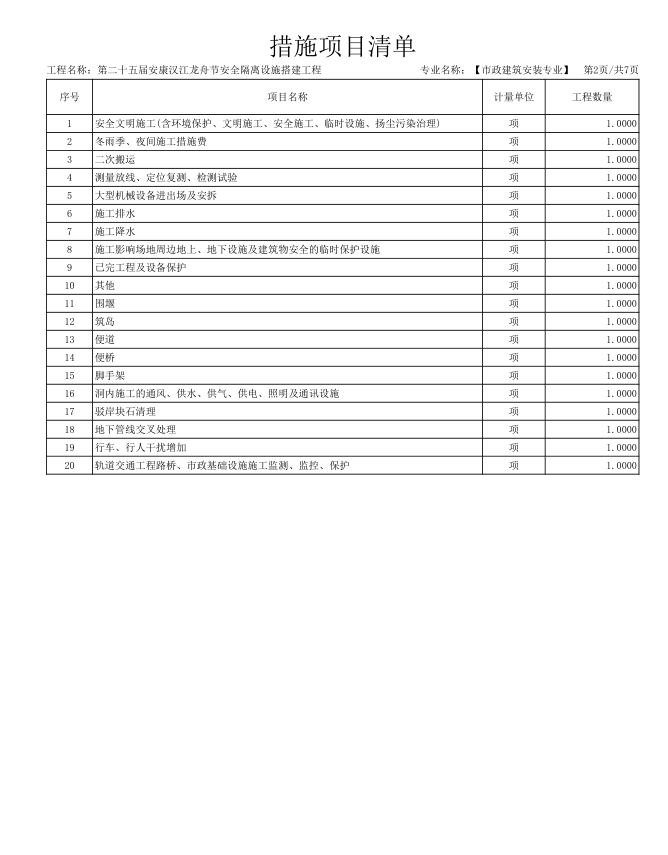 措施项目清单
工程名称：第二十五届安康汉江龙舟节安全隔离设施搭建工程 专业名称：【市政建筑安装专业】 第2页/共7页
序号 项目名称 计量单位 工程数量
1 安全文明施工(含环境保护、文明施工、安全施工、临时设施、扬尘污染治理) 项 1.0000
2 冬雨季、夜间施工措施费 项 1.0000
3 二次搬运 项 1.0000
4 测量放线、定位复测、检测试验 项 1.0000
5 大型机械设备进出场及安拆 项 1.0000
6 施工排水 项 1.0000
7 施工降水 项 1.0000
8 施工影响场地周边地上、地下设施及建筑物安全的临时保护设施 项 1.0000
9 已完工程及设备保护 项 1.0000
10 其他 项 1.0000
11 围堰 项 1.0000
12 筑岛 项 1.0000
13 便道 项 1.0000
14 便桥 项 1.0000
15 脚手架 项 1.0000
16 洞内施工的通风、供水、供气、供电、照明及通讯设施 项 1.0000
17 驳岸块石清理 项 1.0000
18 地下管线交叉处理 项 1.0000
19 行车、行人干扰增加 项 1.0000
20 轨道交通工程路桥、市政基础设施施工监测、监控、保护 项 1.0000